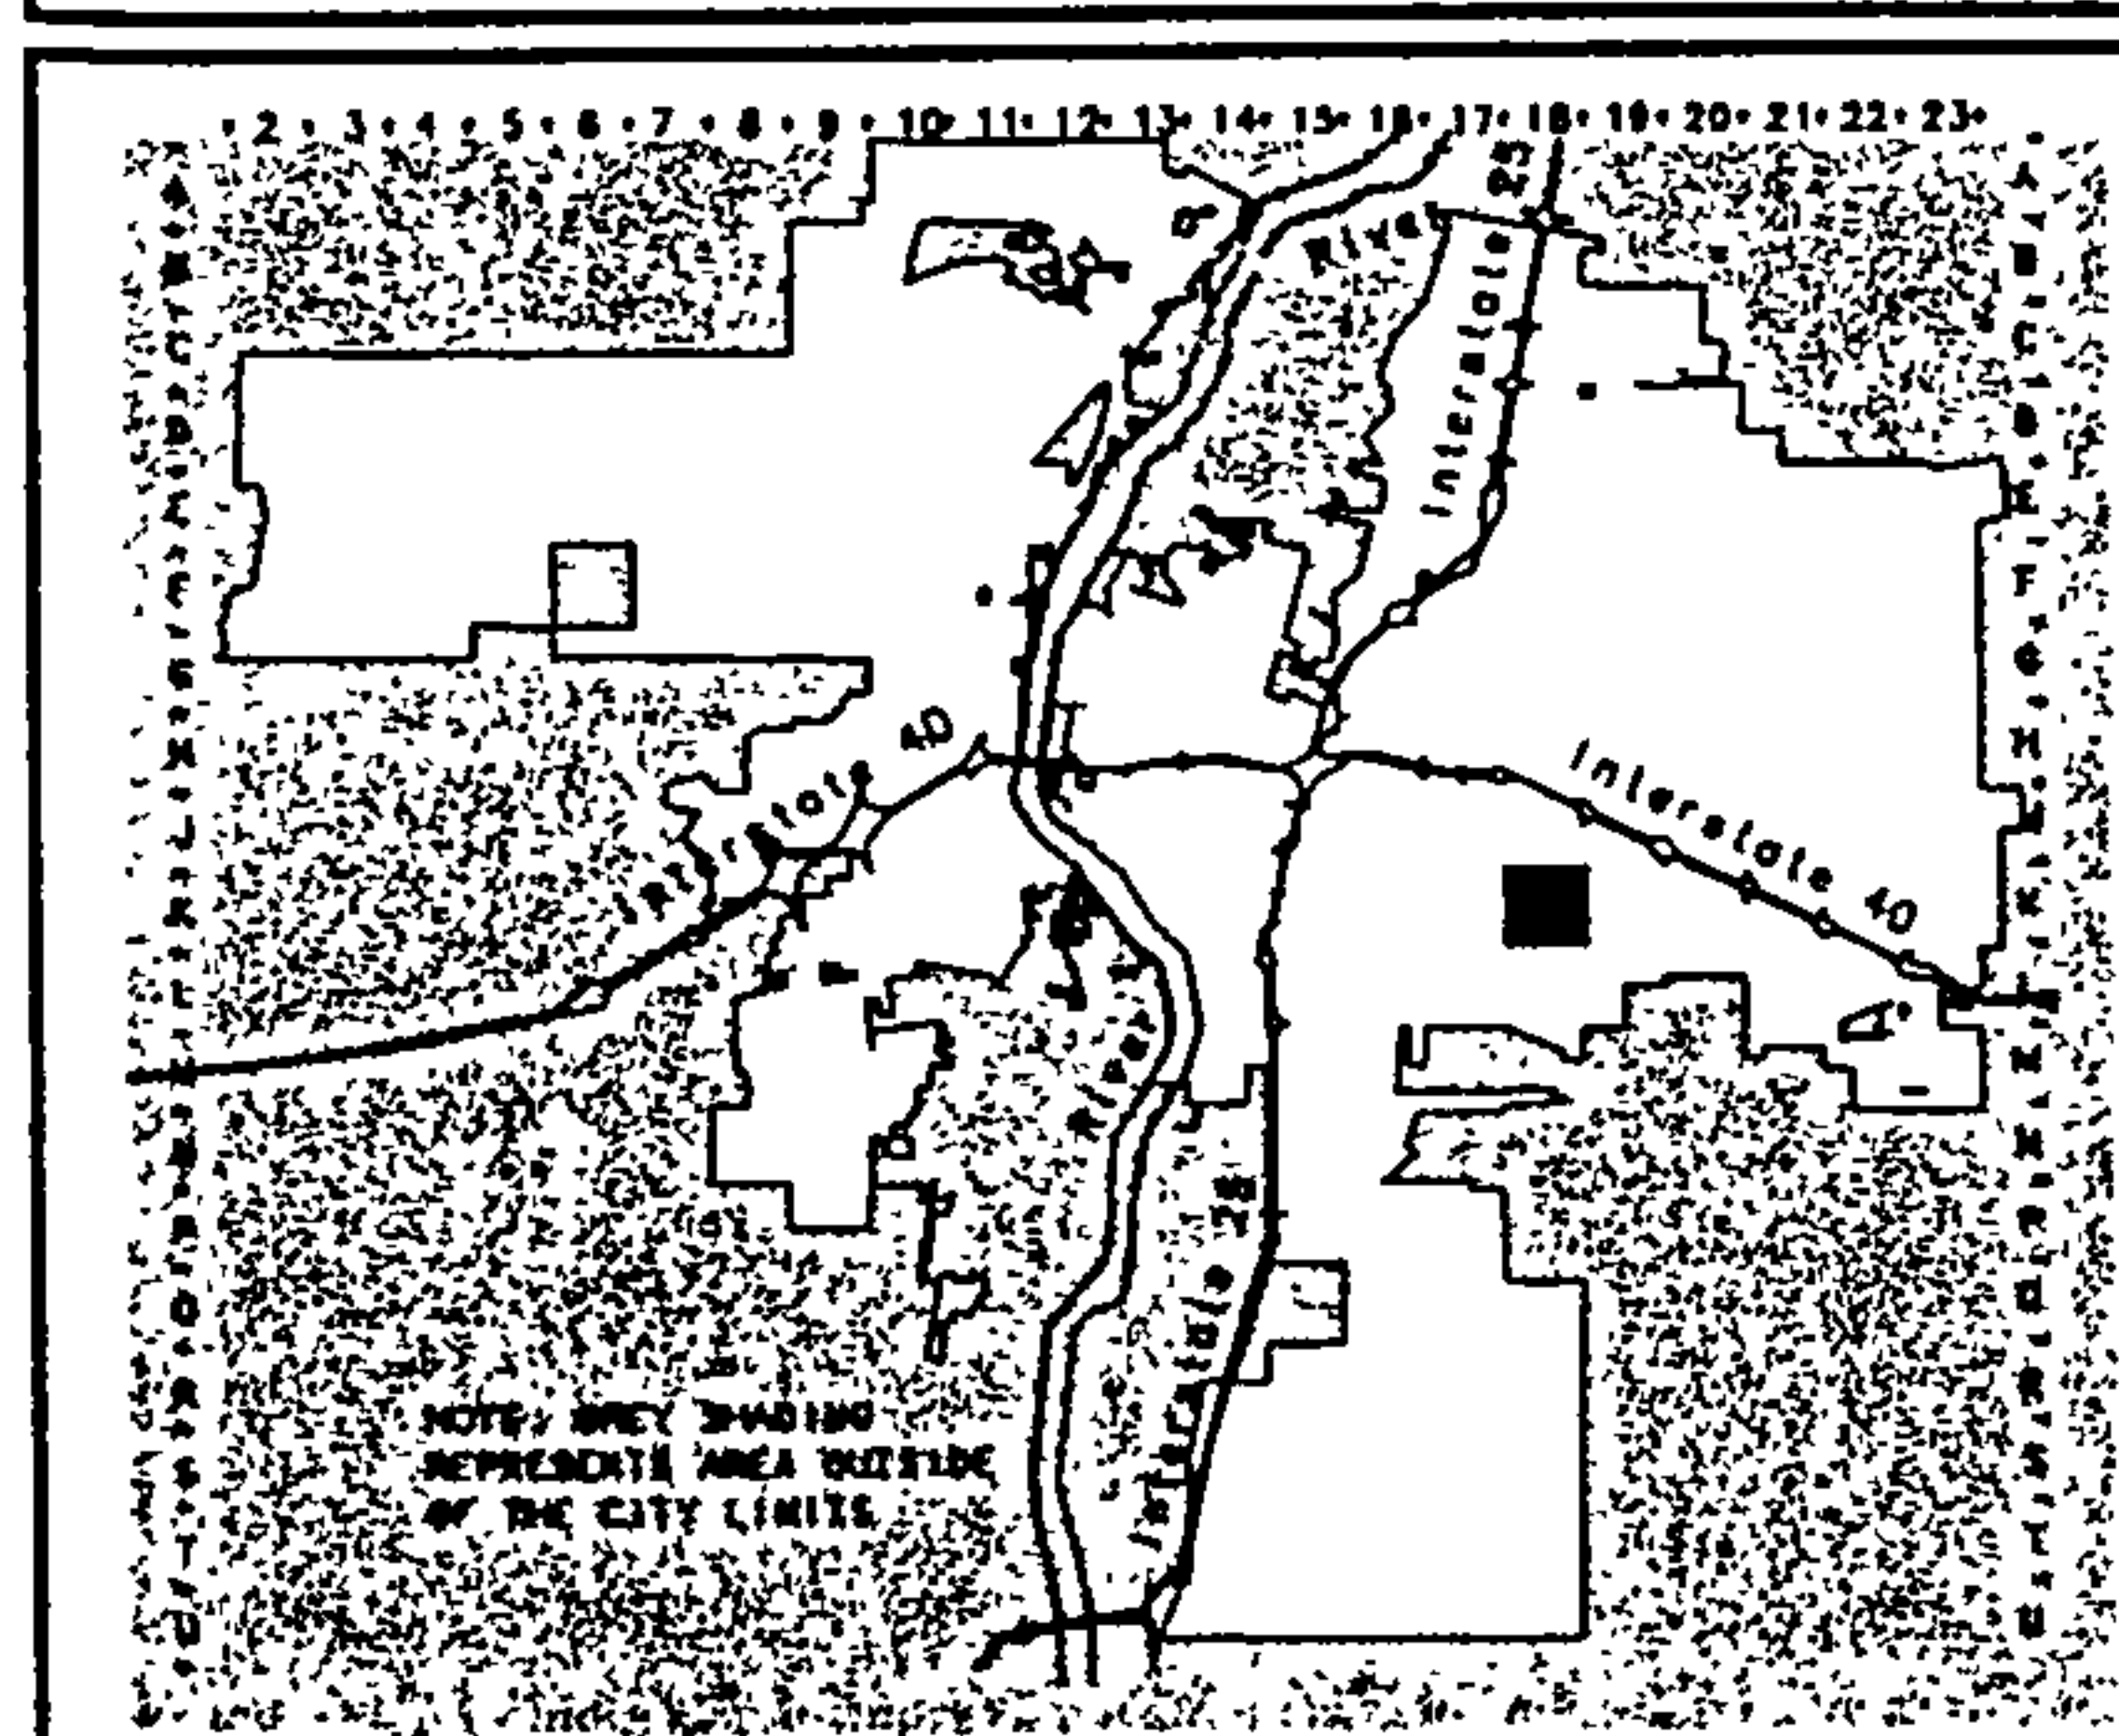 2 3 4 5 6 7 8 9 10 11 12 13 14 15 16 17 18 19 20 21 22 23
River
Interstate 25
Interstate 40
Interstate 40
River
Interstate 25
NOTE: GREY SHADING
REPRESENTS AREA OUTSIDE
OF THE CITY LIMITS